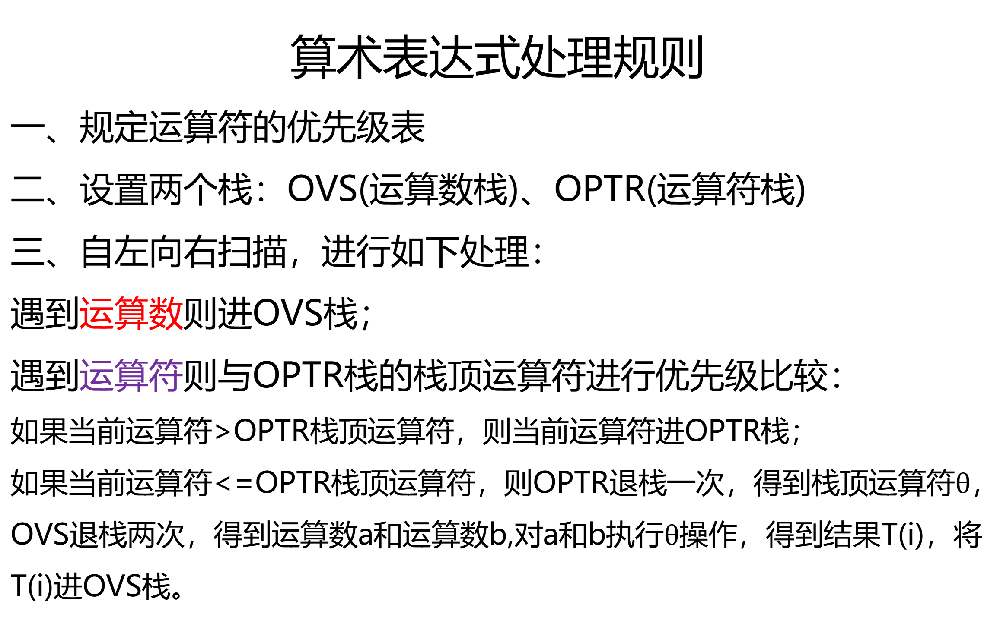 算术表达式处理规则
一、规定运算符的优先级表
二、设置两个栈：OVS(运算数栈)、OPTR(运算符栈)
三、自左向右扫描，进行如下处理：
遇到运算数则进OVS栈；
遇到运算符则与OPTR栈的栈顶运算符进行优先级比较：
如果当前运算符>OPTR栈顶运算符，则当前运算符进OPTR栈；
如果当前运算符<=OPTR栈顶运算符，则OPTR退栈一次，得到栈顶运算符θ，
OVS退栈两次，得到运算数a和运算数b,对a和b执行θ操作，得到结果T(i)，将
T(i)进OVS栈。